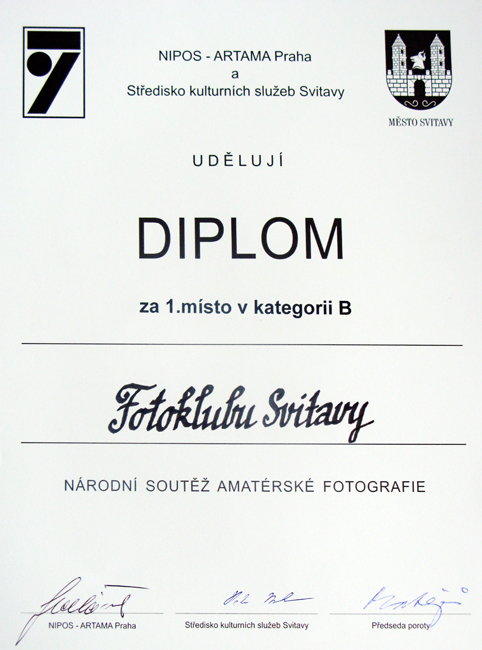 NIPOS - ARTAMA Praha
a
Středisko kulturních služeb Svitavy
MĚSTO SVITAVY
UDĚLUJÍ
DIPLOM
za 1.místo v kategorii B
Fotoklubu Svitavy
NÁRODNÍ SOUTĚŽ AMATÉRSKÉ FOTOGRAFIE
NIPOS - ARTAMA Praha
Středisko kulturních služeb Svitavy
Předseda poroty